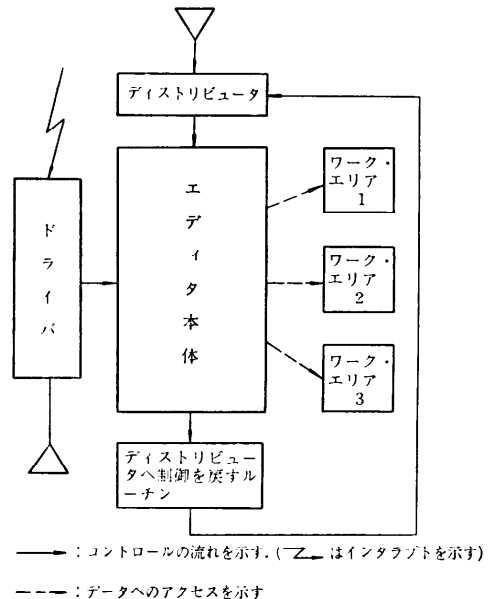 ディストリビュータ
エディタ本体
ドライバ
ワーク・
エリア
1
ワーク・
エリア
2
ワーク・
エリア
3
ディストリビュー
タへ制御を戻すル
ーチン
:コントロールの流れを示す.( はインタラプトを示す)
:データへのアクセスを示す